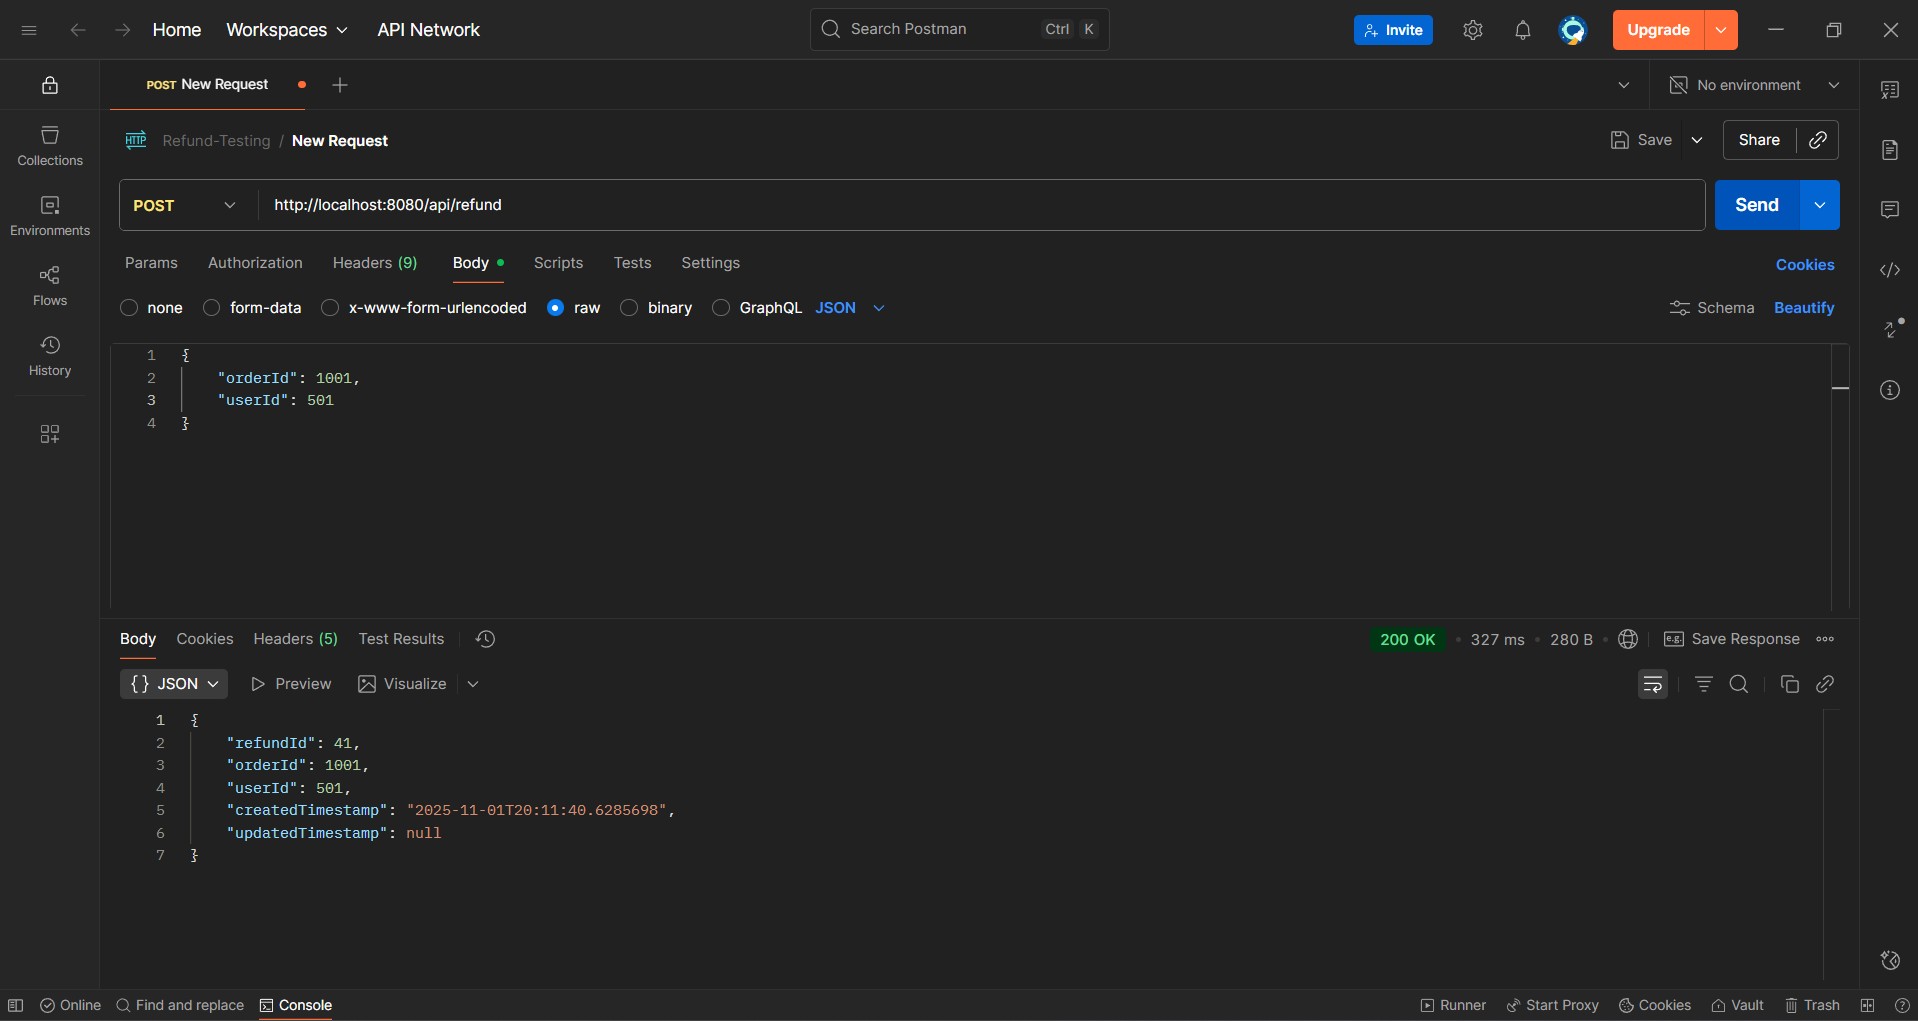 Home Workspaces API Network Search Postman Ctrl K Invite Upgrade
POST New Request No environment
HTTP Refund-Testing / New Request Save Share
Collections
POST http://localhost:8080/api/refund Send
Environments
Params Authorization Headers (9) Body Scripts Tests Settings Cookies
Flows
none form-data x-www-form-urlencoded raw binary GraphQL JSON Schema Beautify
History
1 {
2 "orderId": 1001,
3 "userId": 501
4 }
Body Cookies Headers (5) Test Results 200 OK 327 ms 280 B e.g. Save Response
{} JSON Preview Visualize
1 {
2 "refundId": 41,
3 "orderId": 1001,
4 "userId": 501,
5 "createdTimestamp": "2025-11-01T20:11:40.6285698",
6 "updatedTimestamp": null
7 }
Online Find and replace Console Runner Start Proxy Cookies Vault Trash